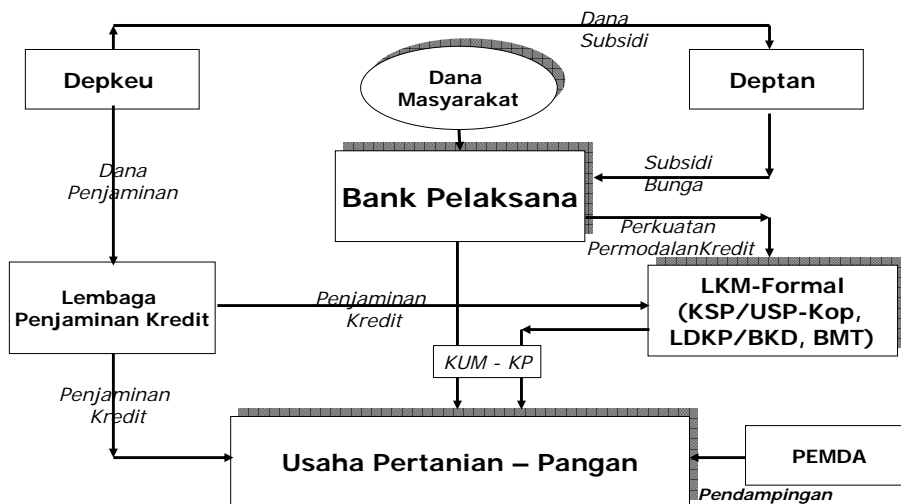 Dana
Subsidi
Depkeu
Dana
Masyarakat
Deptan
Dana
Penjaminan
Subsidi
Bunga
Bank Pelaksana
Perkuatan
PermodalanKredit
Lembaga
Penjaminan Kredit
Penjaminan
Kredit
LKM-Formal
(KSP/USP-Kop,
LDKP/BKD, BMT)
KUM - KP
Penjaminan
Kredit
Usaha Pertanian – Pangan
PEMDA
Pendampingan